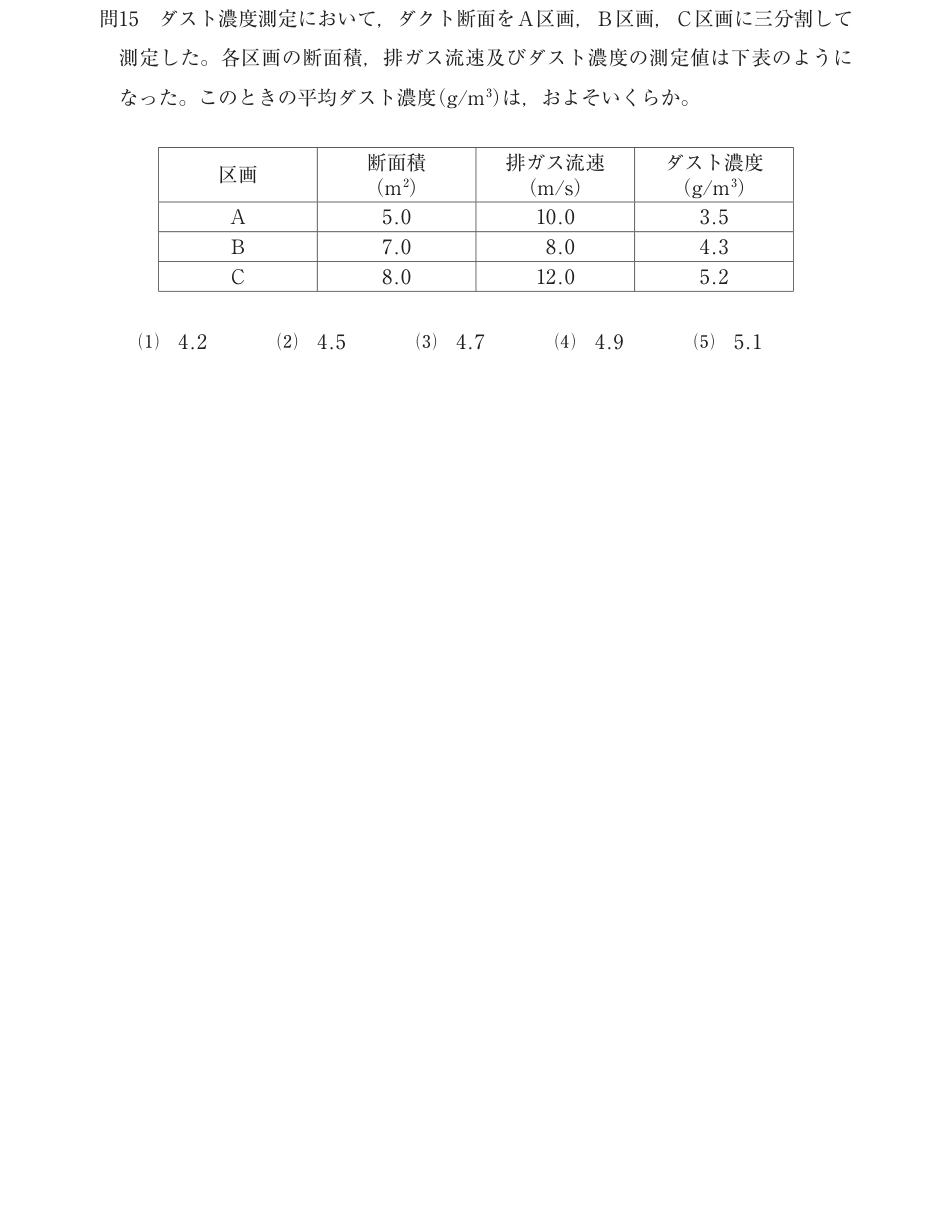 問15　ダスト濃度測定において，ダクト断面をＡ区画，Ｂ区画，Ｃ区画に三分割して
測定した。各区画の断面積，排ガス流速及びダスト濃度の測定値は下表のように
なった。このときの平均ダスト濃度(g/m³)は，およそいくらか。
区画　断面積(m²)　排ガス流速(m/s)　ダスト濃度(g/m³)
A　5.0　10.0　3.5
B　7.0　8.0　4.3
C　8.0　12.0　5.2
⑴　4.2　⑵　4.5　⑶　4.7　⑷　4.9　⑸　5.1